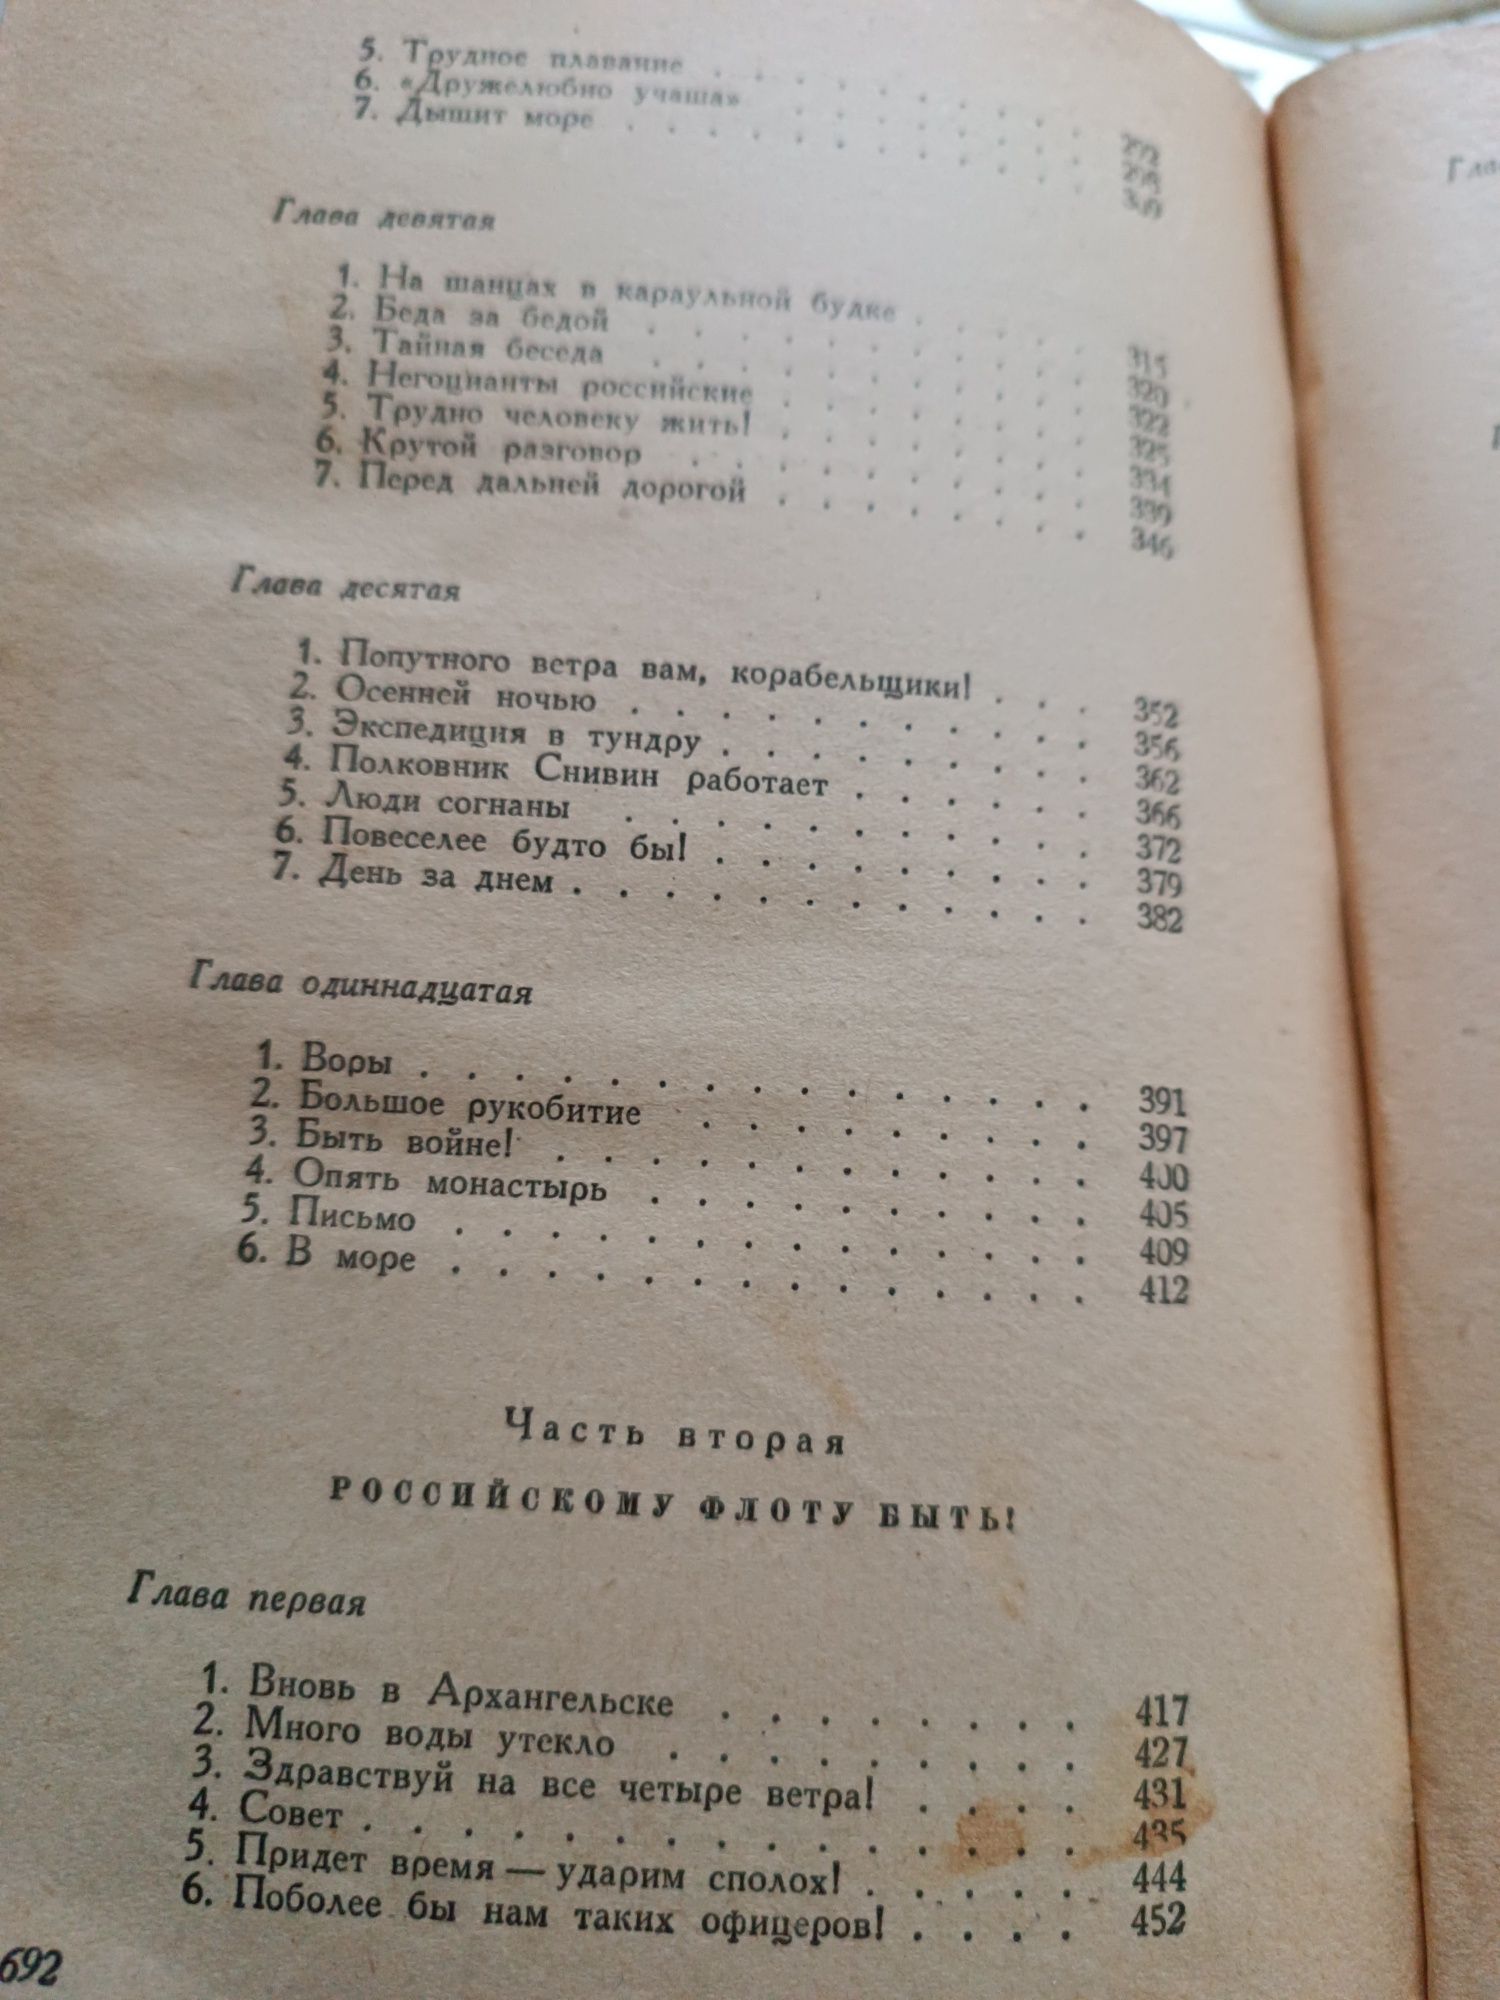 5. Трудное плавание . . . . . . . . 292
6. «Дружелюбно учаща» . . . . . . .
7. Дышит море . . . . . . . . . .
Глава девятая
1. На шанцах в караульной будке . . . . 315
2. Беда за бедой . . . . . . . . . . 320
3. Тайная беседа . . . . . . . . . . 322
4. Негоцианты российские . . . . . . . 325
5. Трудно человеку жить! . . . . . . . 334
6. Крутой разговор . . . . . . . . . 339
7. Перед дальней дорогой . . . . . . . 346
Глава десятая
1. Попутного ветра вам, корабельщики! . . . 352
2. Осенней ночью . . . . . . . . . . 356
3. Экспедиция в тундру . . . . . . . . 362
4. Полковник Снивин работает . . . . . . 366
5. Люди согнаны . . . . . . . . . . 372
6. Повеселее будто бы! . . . . . . . . 379
7. День за днем . . . . . . . . . . . 382
Глава одиннадцатая
1. Воры . . . . . . . . . . . . . . 391
2. Большое рукобитие . . . . . . . . . 397
3. Быть войне! . . . . . . . . . . . 400
4. Опять монастырь . . . . . . . . . . 405
5. Письмо . . . . . . . . . . . . . 409
6. В море . . . . . . . . . . . . . 412
Часть вторая
РОССИЙСКОМУ ФЛОТУ БЫТЬ!
Глава первая
1. Вновь в Архангельске . . . . . . . . 417
2. Много воды утекло . . . . . . . . . 427
3. Здравствуй на все четыре ветра! . . . . 431
4. Совет . . . . . . . . . . . . . . 435
5. Придет время — ударим сполох! . . . . . 444
6. Поболее бы нам таких офицеров! . . . . 452
692